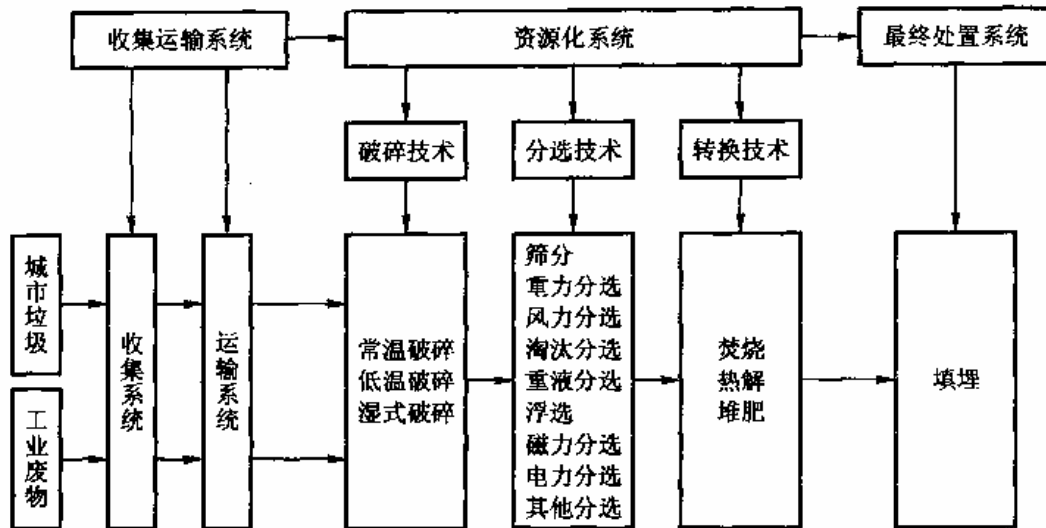 收集运输系统
资源化系统
最终处置系统
破碎技术
分选技术
转换技术
城市垃圾
工业废物
收集系统
运输系统
常温破碎
低温破碎
湿式破碎
筛分
重力分选
风力分选
淘汰分选
重液分选
浮选
磁力分选
电力分选
其他分选
焚烧
热解
堆肥
填埋